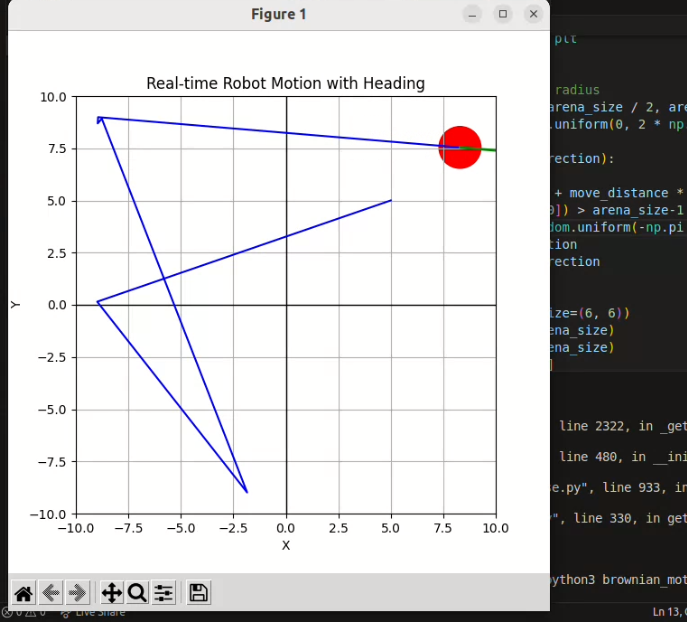 Figure 1
plt
Real-time Robot Motion with Heading
radius
arena_size / 2, are
.uniform(0, 2 * np
rection):
+ move_distance *
0]) > arena_size-1
dom.uniform(-np.pi
tion
rection
ize=(6, 6))
ena_size)
ena_size)
]
10.0
7.5
5.0
2.5
0.0
−2.5
−5.0
−7.5
−10.0
Y
−10.0 −7.5 −5.0 −2.5 0.0 2.5 5.0 7.5 10.0
X
line 2322, in _get
line 480, in __ini
se.py", line 933, in
", line 330, in get
ython3 brownian_mot
0 0 Live Share
Ln 13,